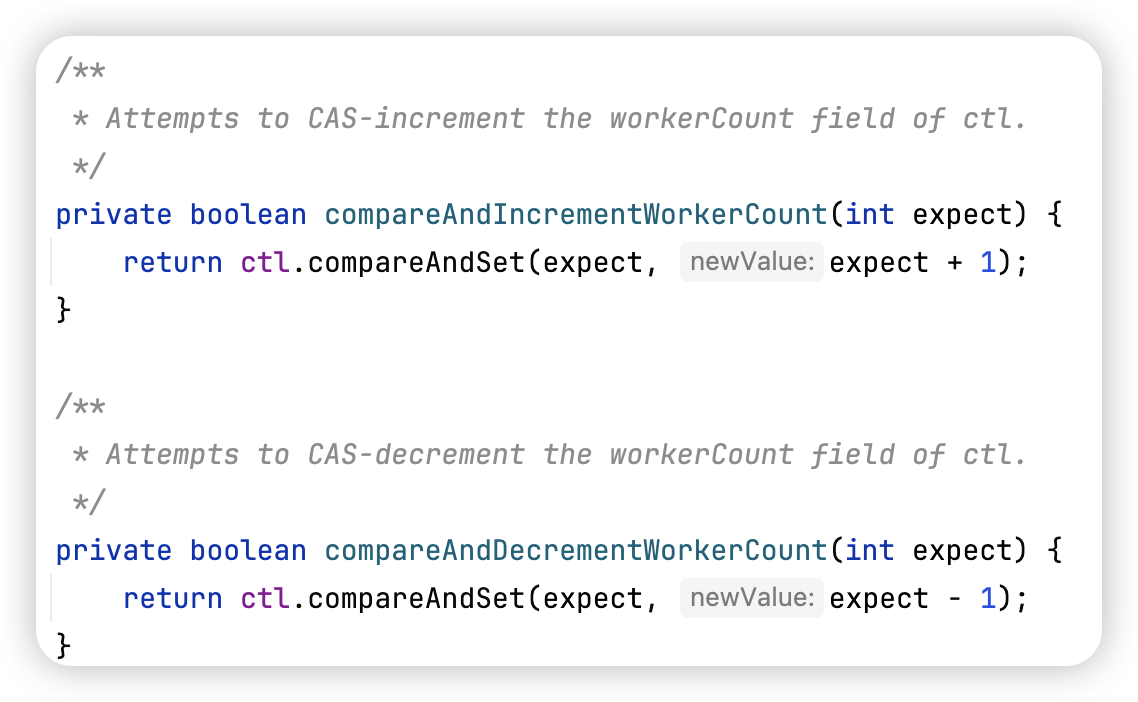 /**
 * Attempts to CAS-increment the workerCount field of ctl.
 */
private boolean compareAndIncrementWorkerCount(int expect) {
    return ctl.compareAndSet(expect, newValue: expect + 1);
}

/**
 * Attempts to CAS-decrement the workerCount field of ctl.
 */
private boolean compareAndDecrementWorkerCount(int expect) {
    return ctl.compareAndSet(expect, newValue: expect - 1);
}